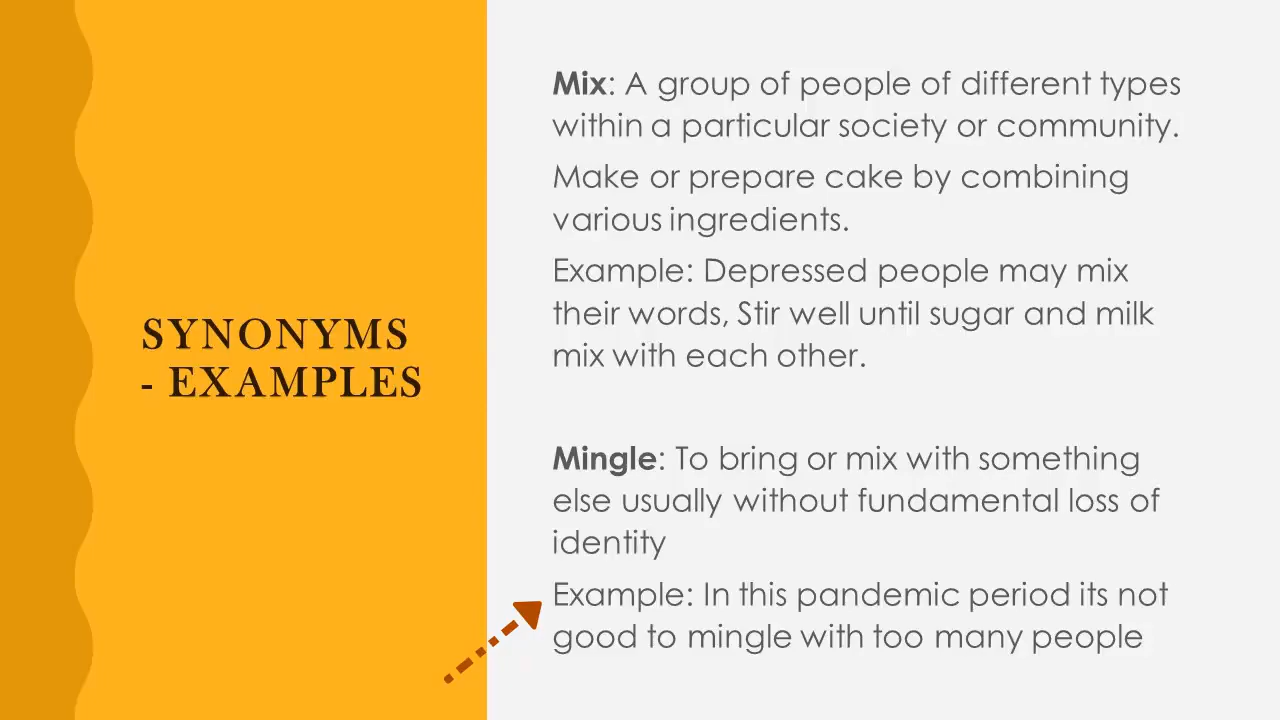 SYNONYMS
- EXAMPLES
Mix: A group of people of different types
within a particular society or community.
Make or prepare cake by combining
various ingredients.
Example: Depressed people may mix
their words, Stir well until sugar and milk
mix with each other.
Mingle: To bring or mix with something
else usually without fundamental loss of
identity
Example: In this pandemic period its not
good to mingle with too many people